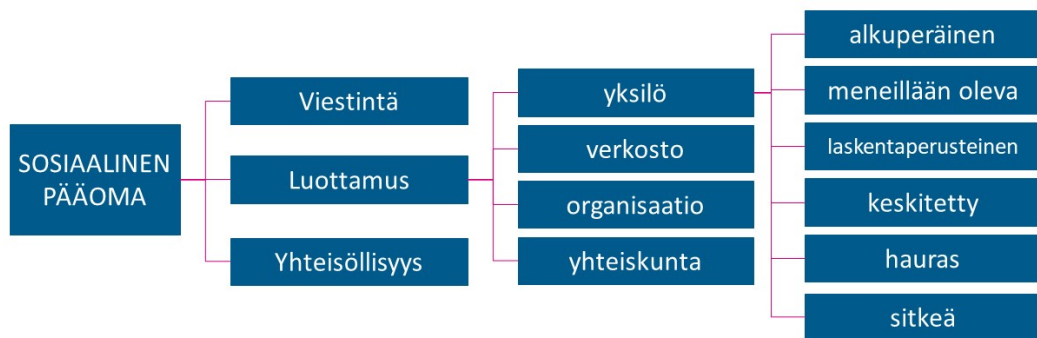 SOSIAALINEN
PÄÄOMA
Viestintä
Luottamus
Yhteisöllisyys
yksilö
verkosto
organisaatio
yhteiskunta
alkuperäinen
meneillään oleva
laskentaperusteinen
keskitetty
hauras
sitkeä